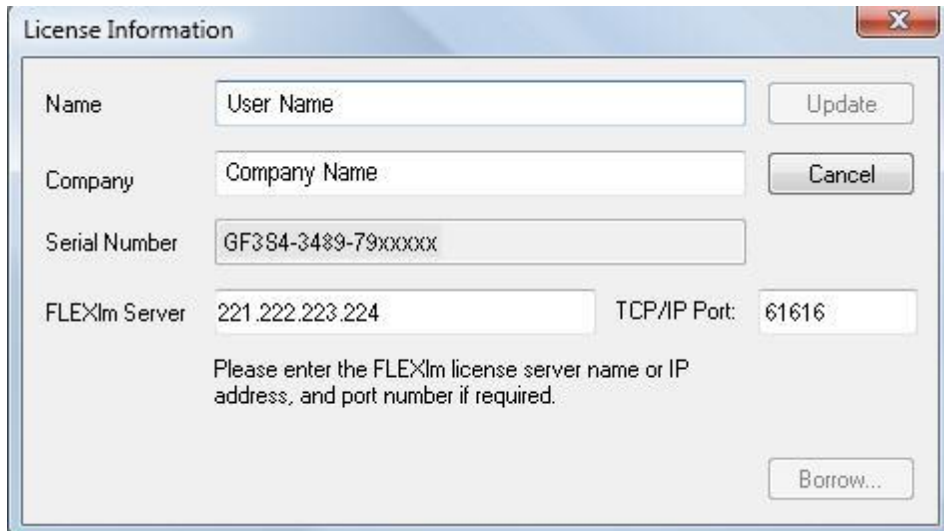 License Information
Name User Name Update
Company Company Name Cancel
Serial Number GF3S4-3489-79xxxxx
FLEXlm Server 221.222.223.224 TCP/IP Port: 61616
Please enter the FLEXlm license server name or IP
address, and port number if required.
Borrow...